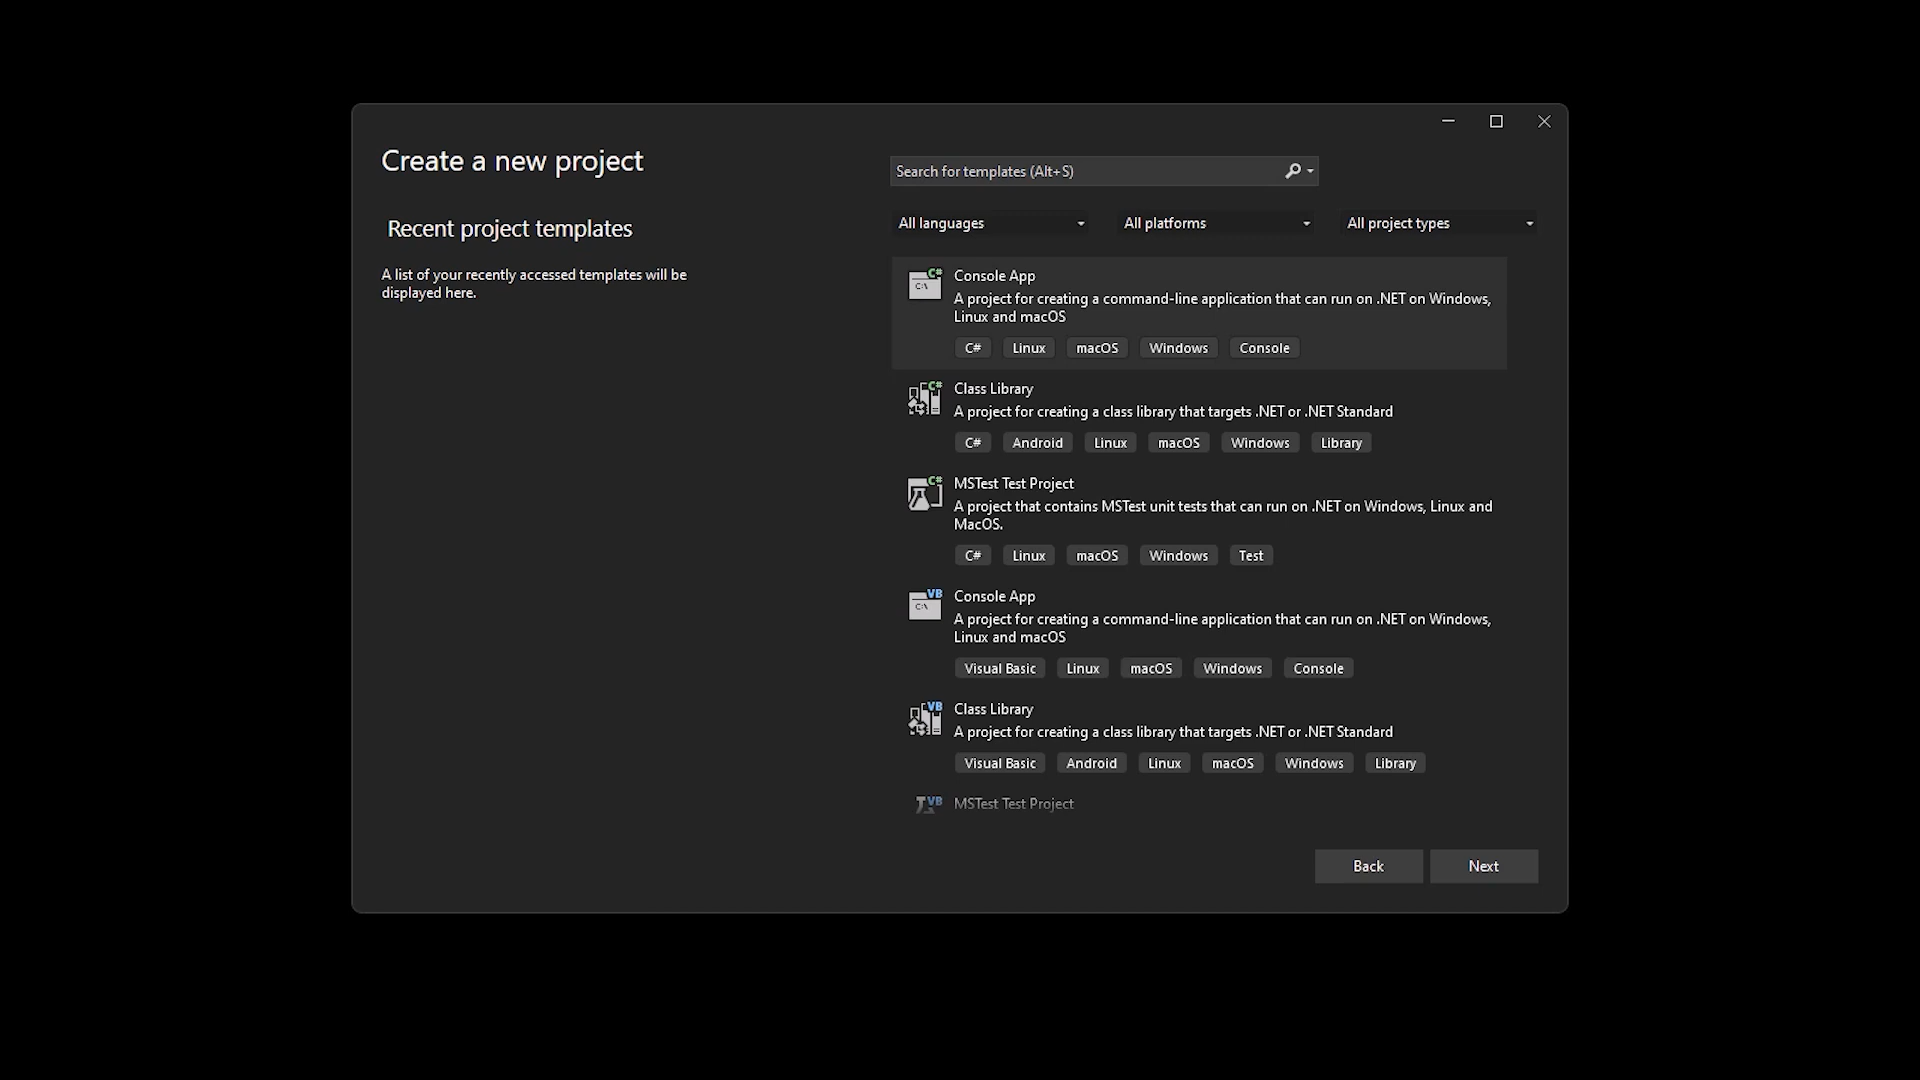 Create a new project
Recent project templates
A list of your recently accessed templates will be
displayed here.
Search for templates (Alt+S)
All languages
All platforms
All project types
C#
C:\
Console App
A project for creating a command-line application that can run on .NET on Windows,
Linux and macOS
C# Linux macOS Windows Console
C#
Class Library
A project for creating a class library that targets .NET or .NET Standard
C# Android Linux macOS Windows Library
C#
MSTest Test Project
A project that contains MSTest unit tests that can run on .NET on Windows, Linux and
MacOS.
C# Linux macOS Windows Test
VB
C:\
Console App
A project for creating a command-line application that can run on .NET on Windows,
Linux and macOS
Visual Basic Linux macOS Windows Console
VB
Class Library
A project for creating a class library that targets .NET or .NET Standard
Visual Basic Android Linux macOS Windows Library
VB
MSTest Test Project
Back
Next